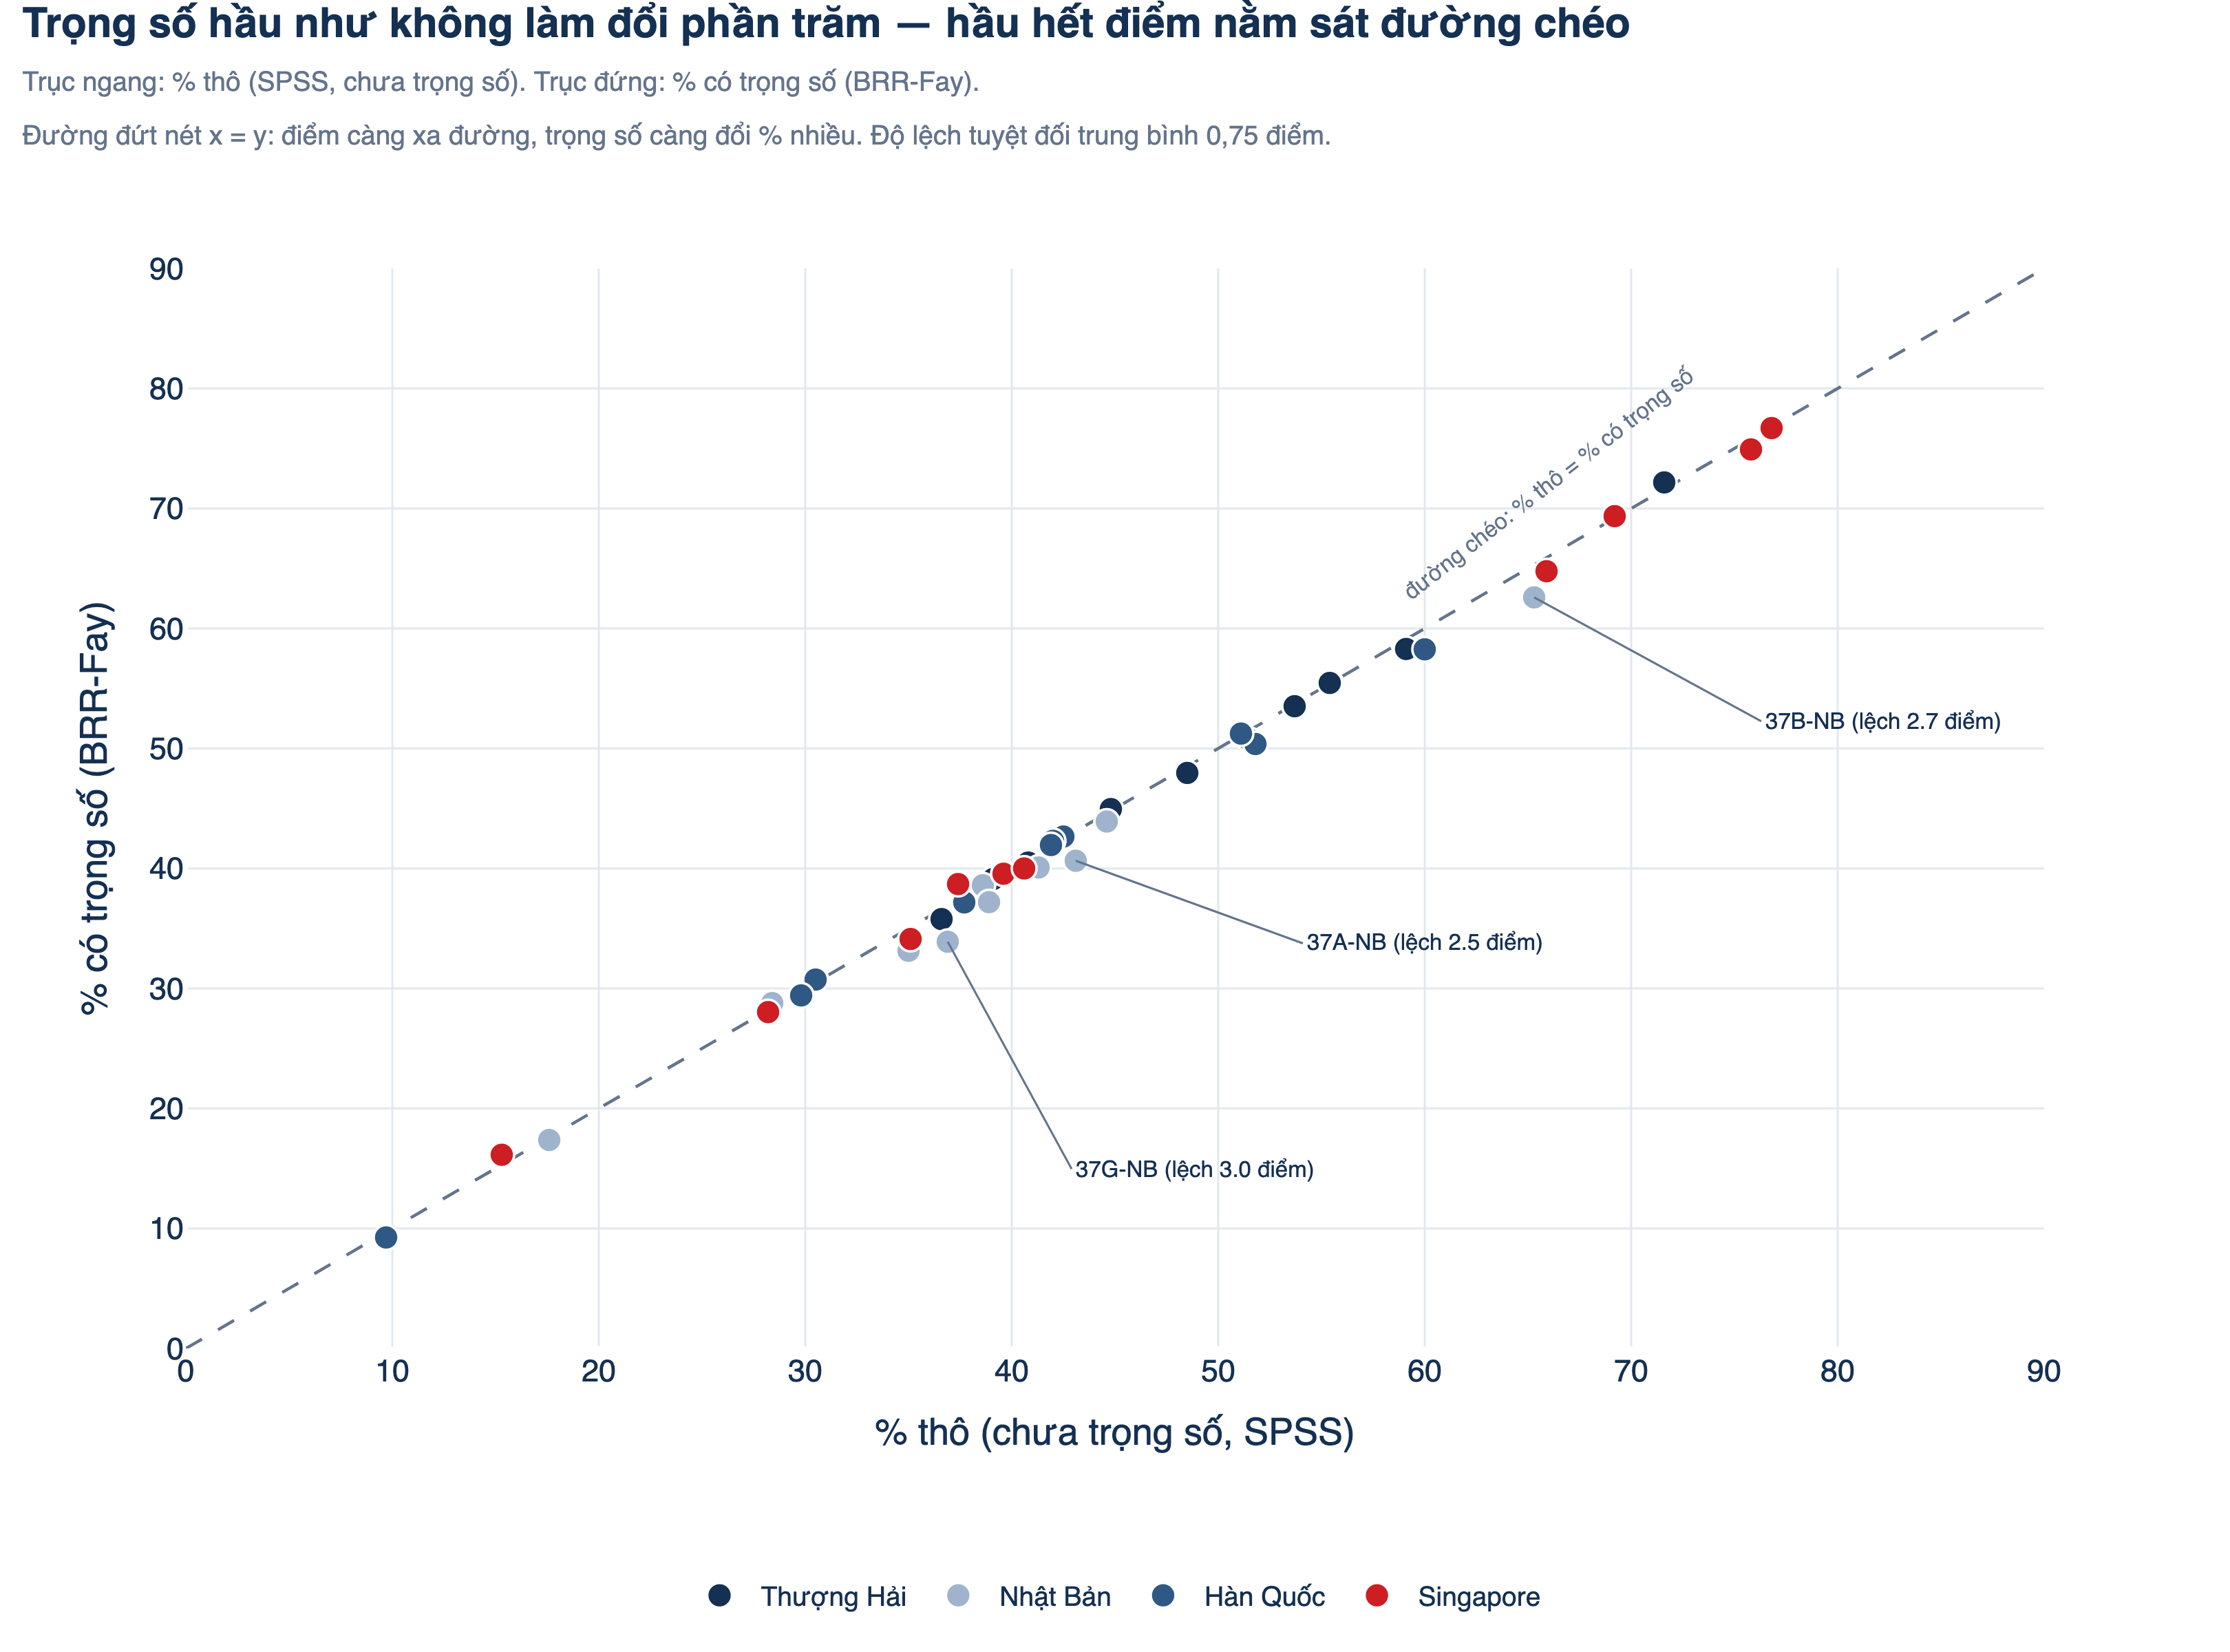 Trọng số hầu như không làm đổi phần trăm — hầu hết điểm nằm sát đường chéo
Trục ngang: % thô (SPSS, chưa trọng số). Trục đứng: % có trọng số (BRR-Fay).
Đường đứt nét x = y: điểm càng xa đường, trọng số càng đổi % nhiều. Độ lệch tuyệt đối trung bình 0,75 điểm.
% có trọng số (BRR-Fay)
90
80
70
60
50
40
30
20
10
0
đường chéo: % thô = % có trọng số
37B-NB (lệch 2.7 điểm)
37A-NB (lệch 2.5 điểm)
37G-NB (lệch 3.0 điểm)
0 10 20 30 40 50 60 70 80 90
% thô (chưa trọng số, SPSS)
Thượng Hải Nhật Bản Hàn Quốc Singapore